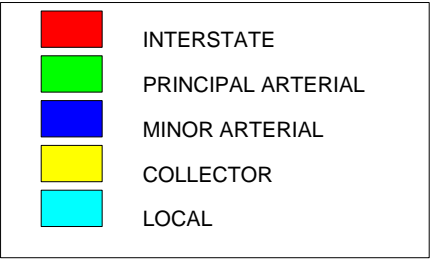 INTERSTATE
PRINCIPAL ARTERIAL
MINOR ARTERIAL
COLLECTOR
LOCAL